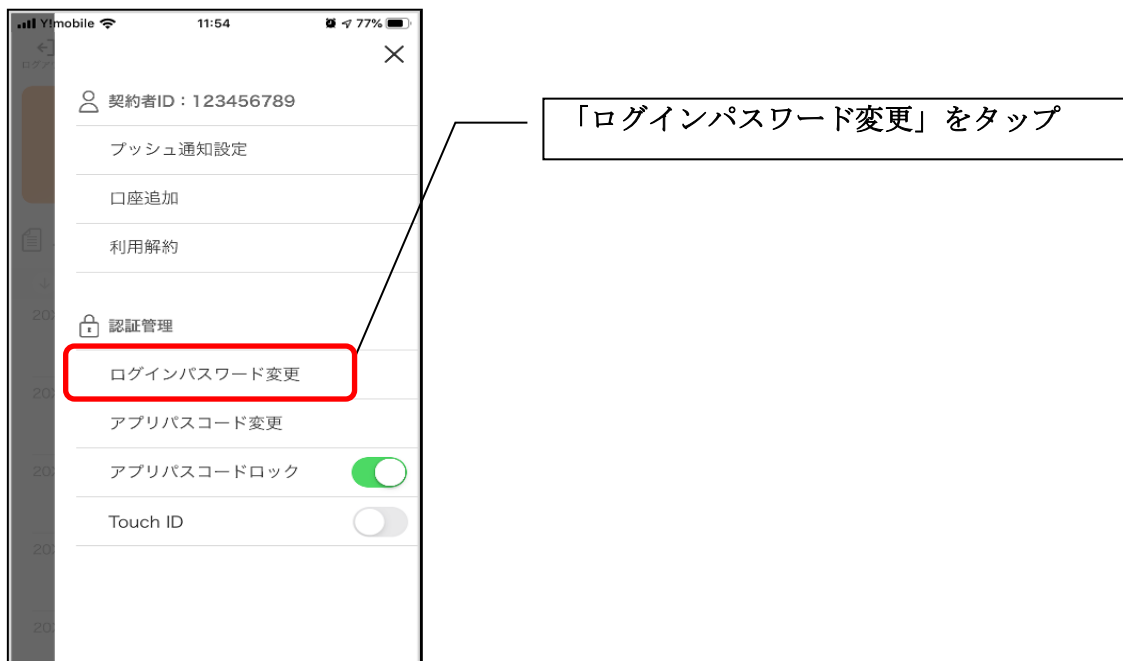 Y!mobile 11:54 77%
契約者ID：123456789
プッシュ通知設定
口座追加
利用解約
認証管理
ログインパスワード変更
アプリパスコード変更
アプリパスコードロック
Touch ID
「ログインパスワード変更」をタップ